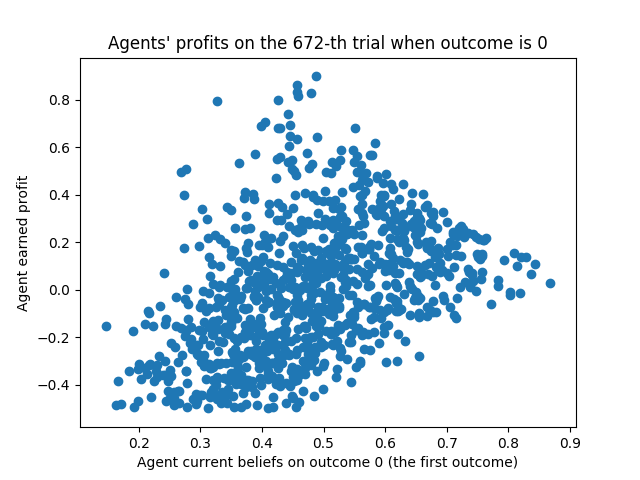 Agents' profits on the 672-th trial when outcome is 0
0.8
0.6
0.4
0.2
0.0
−0.2
−0.4
Agent earned profit
0.2 0.3 0.4 0.5 0.6 0.7 0.8 0.9
Agent current beliefs on outcome 0 (the first outcome)